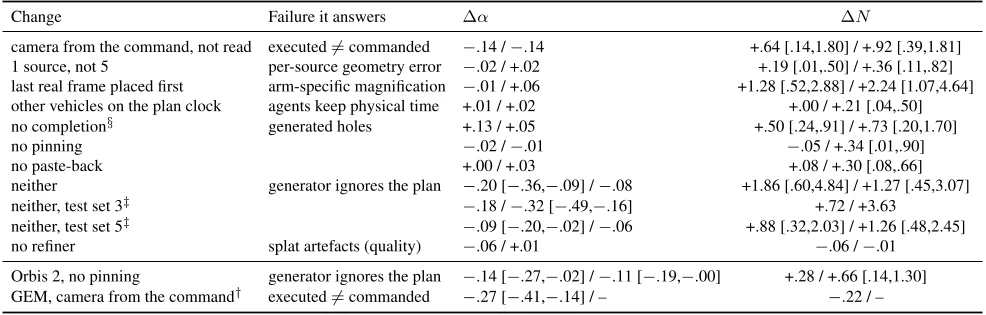 Change Failure it answers Δα ΔN
camera from the command, not read executed ≠ commanded −.14 / −.14 +.64 [.14,1.80] / +.92 [.39,1.81]
1 source, not 5 per-source geometry error −.02 / +.02 +.19 [.01,.50] / +.36 [.11,.82]
last real frame placed first arm-specific magnification −.01 / +.06 +1.28 [.52,2.88] / +2.24 [1.07,4.64]
other vehicles on the plan clock agents keep physical time +.01 / +.02 +.00 / +.21 [.04,.50]
no completion§ generated holes +.13 / +.05 +.50 [.24,.91] / +.73 [.20,1.70]
no pinning −.02 / −.01 −.05 / +.34 [.01,.90]
no paste-back +.00 / +.03 +.08 / +.30 [.08,.66]
neither generator ignores the plan −.20 [−.36,−.09] / −.08 +1.86 [.60,4.84] / +1.27 [.45,3.07]
neither, test set 3‡ −.18 / −.32 [−.49,−.16] +.72 / +3.63
neither, test set 5‡ −.09 [−.20,−.02] / −.06 +.88 [.32,2.03] / +1.26 [.48,2.45]
no refiner splat artefacts (quality) −.06 / +.01 −.06 / −.01
Orbis 2, no pinning generator ignores the plan −.14 [−.27,−.02] / −.11 [−.19,−.00] +.28 / +.66 [.14,1.30]
GEM, camera from the command† executed ≠ commanded −.27 [−.41,−.14] / – −.22 / –